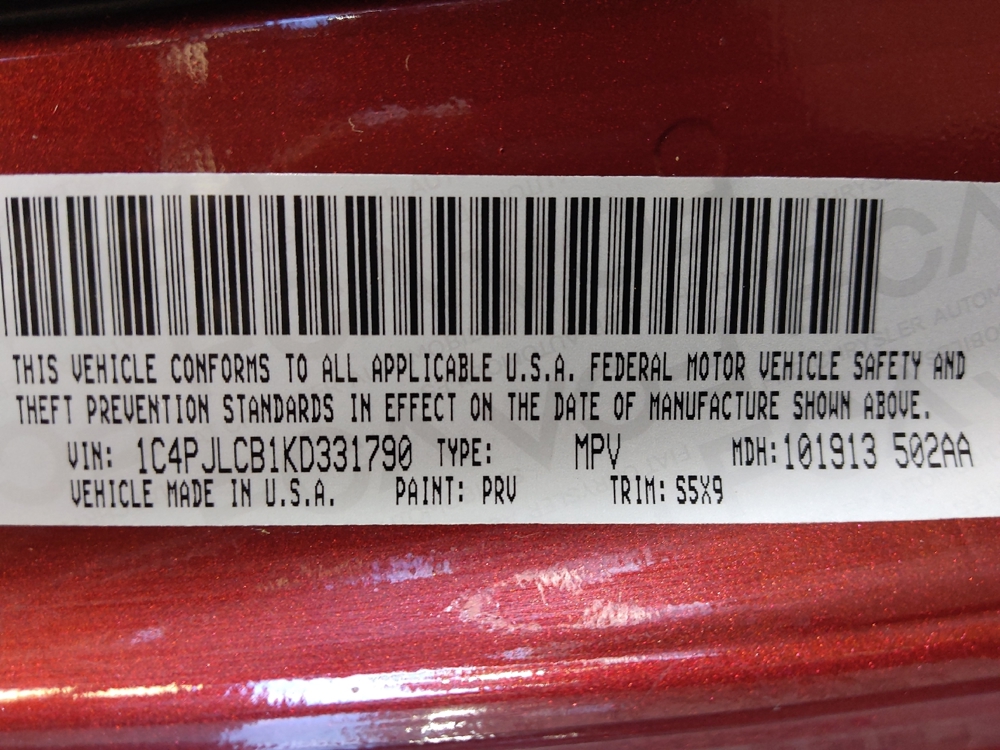 THIS VEHICLE CONFORMS TO ALL APPLICABLE U.S.A. FEDERAL MOTOR VEHICLE SAFETY AND
THEFT PREVENTION STANDARDS IN EFFECT ON THE DATE OF MANUFACTURE SHOWN ABOVE.
VIN: 1C4PJLCB1KD331790 TYPE: MPV MDH: 101913 502AA
VEHICLE MADE IN U.S.A. PAINT: PRV TRIM: S5X9